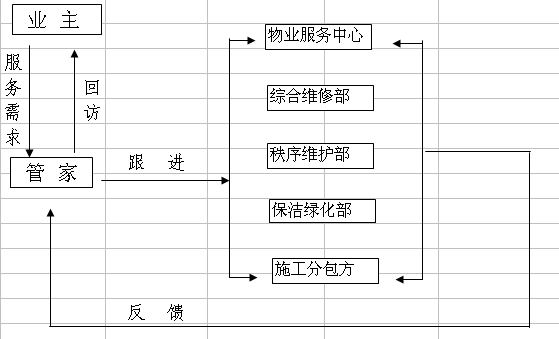 业 主
物业服务中心
服务需求
回访
综合维修部
秩序维护部
管 家
跟 进
保洁绿化部
施工分包方
反 馈